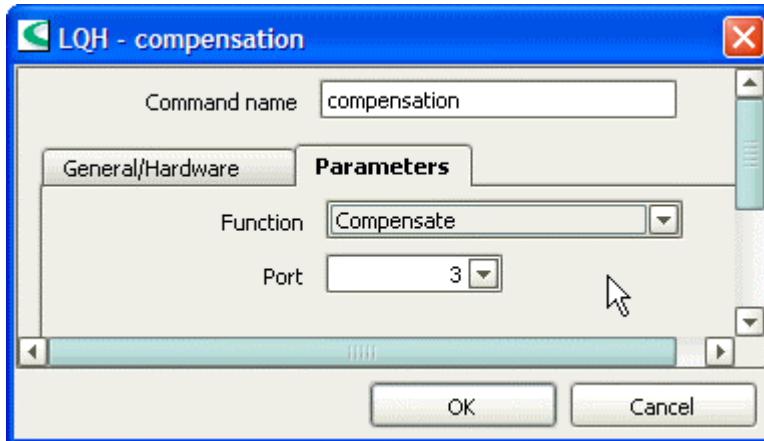 LQH - compensation
Command name compensation
General/Hardware Parameters
Function Compensate
Port 3
OK Cancel